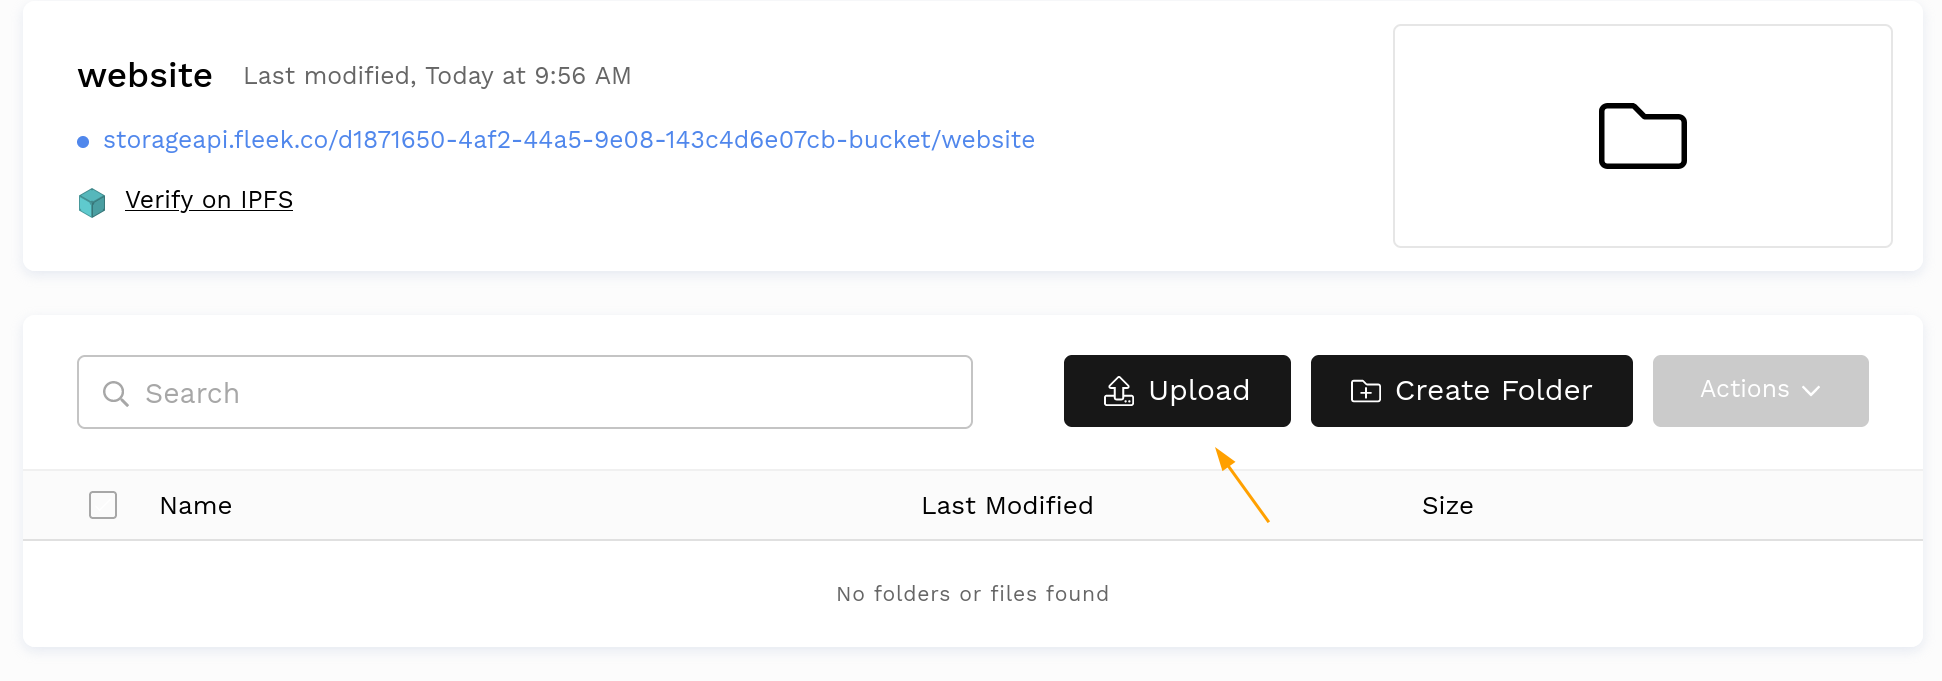 website Last modified, Today at 9:56 AM
storageapi.fleek.co/d1871650-4af2-44a5-9e08-143c4d6e07cb-bucket/website
Verify on IPFS
Search Upload Create Folder Actions
Name Last Modified Size
No folders or files found